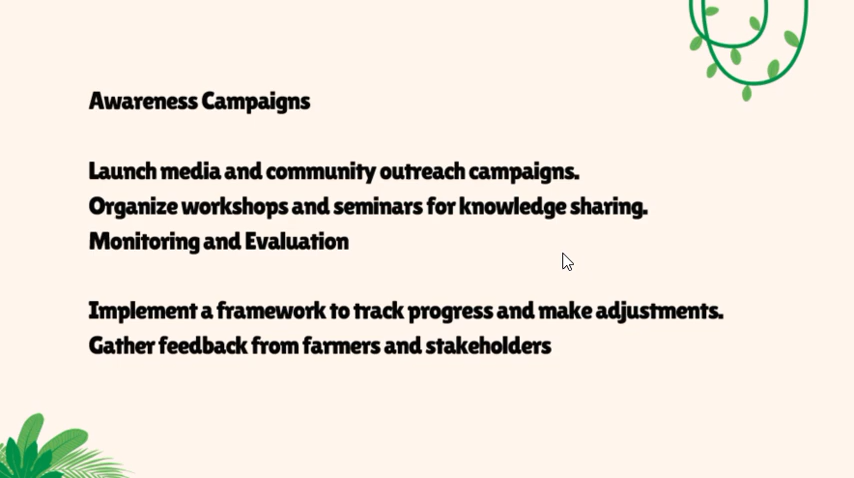 Awareness Campaigns
Launch media and community outreach campaigns.
Organize workshops and seminars for knowledge sharing.
Monitoring and Evaluation
Implement a framework to track progress and make adjustments.
Gather feedback from farmers and stakeholders